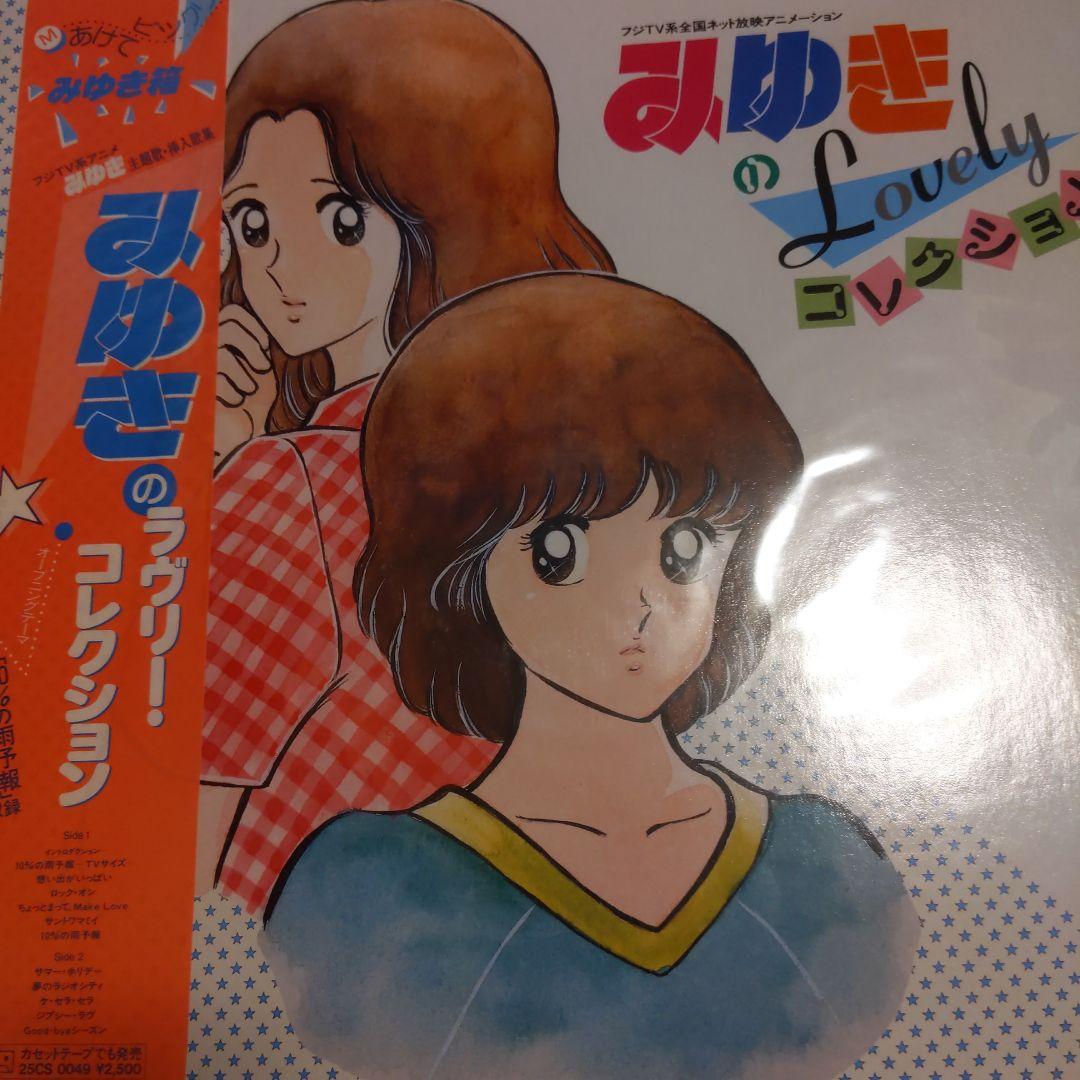 M あけてビックリ
みゆき箱
フジTV系アニメ
みゆき 主題歌・挿入歌集
みゆきの
ラヴリー・
コレクション
オープニングテーマ
10%の雨予報
収録
Side 1
イントロダクション
10%の雨予報—TVサイズ
想い出がいっぱい
ロック・オン
ちょっとまって、Make Love
サントワマミイ
10%の雨予報
Side 2
サマー・ホリデー
夢のラジオシティ
ケ・セラ・セラ
ジプシー・ラヴ
Good-byeシーズン
カセットテープでも発売
25CS 0049 ¥2,500
フジTV系全国ネット放映アニメーション
みゆき
の Lovely
コレクション